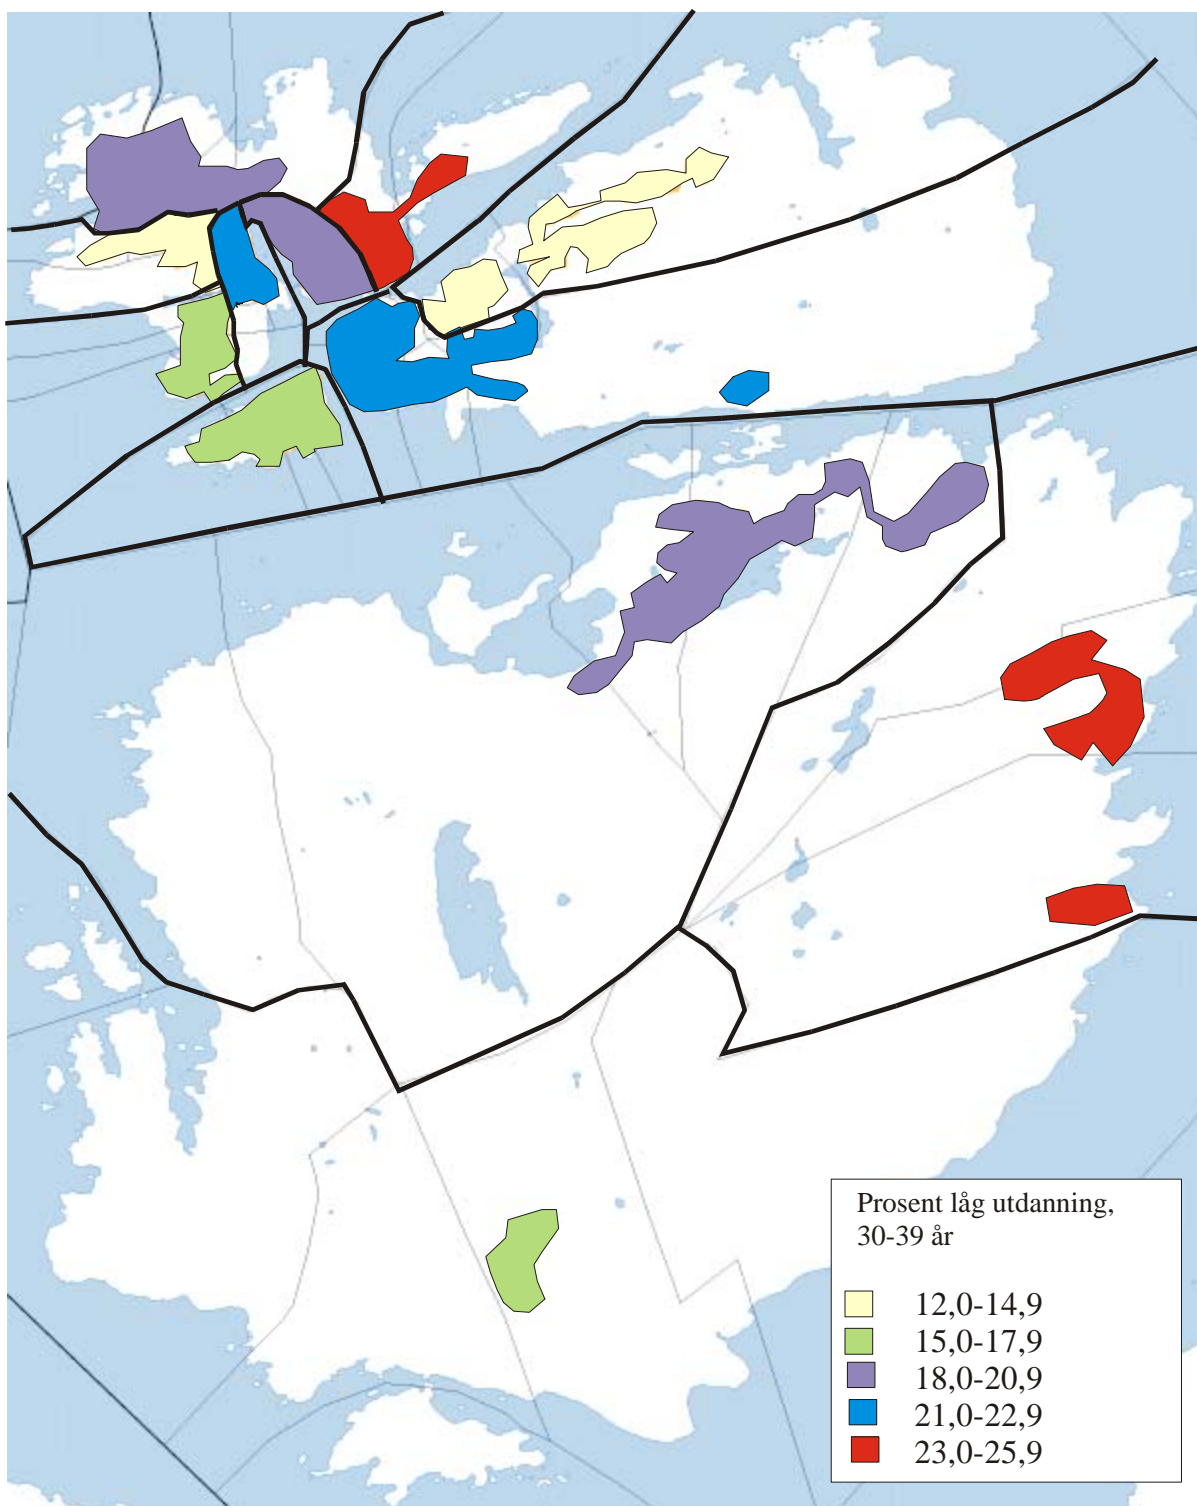 Prosent låg utdanning,
30-39 år
12,0-14,9
15,0-17,9
18,0-20,9
21,0-22,9
23,0-25,9